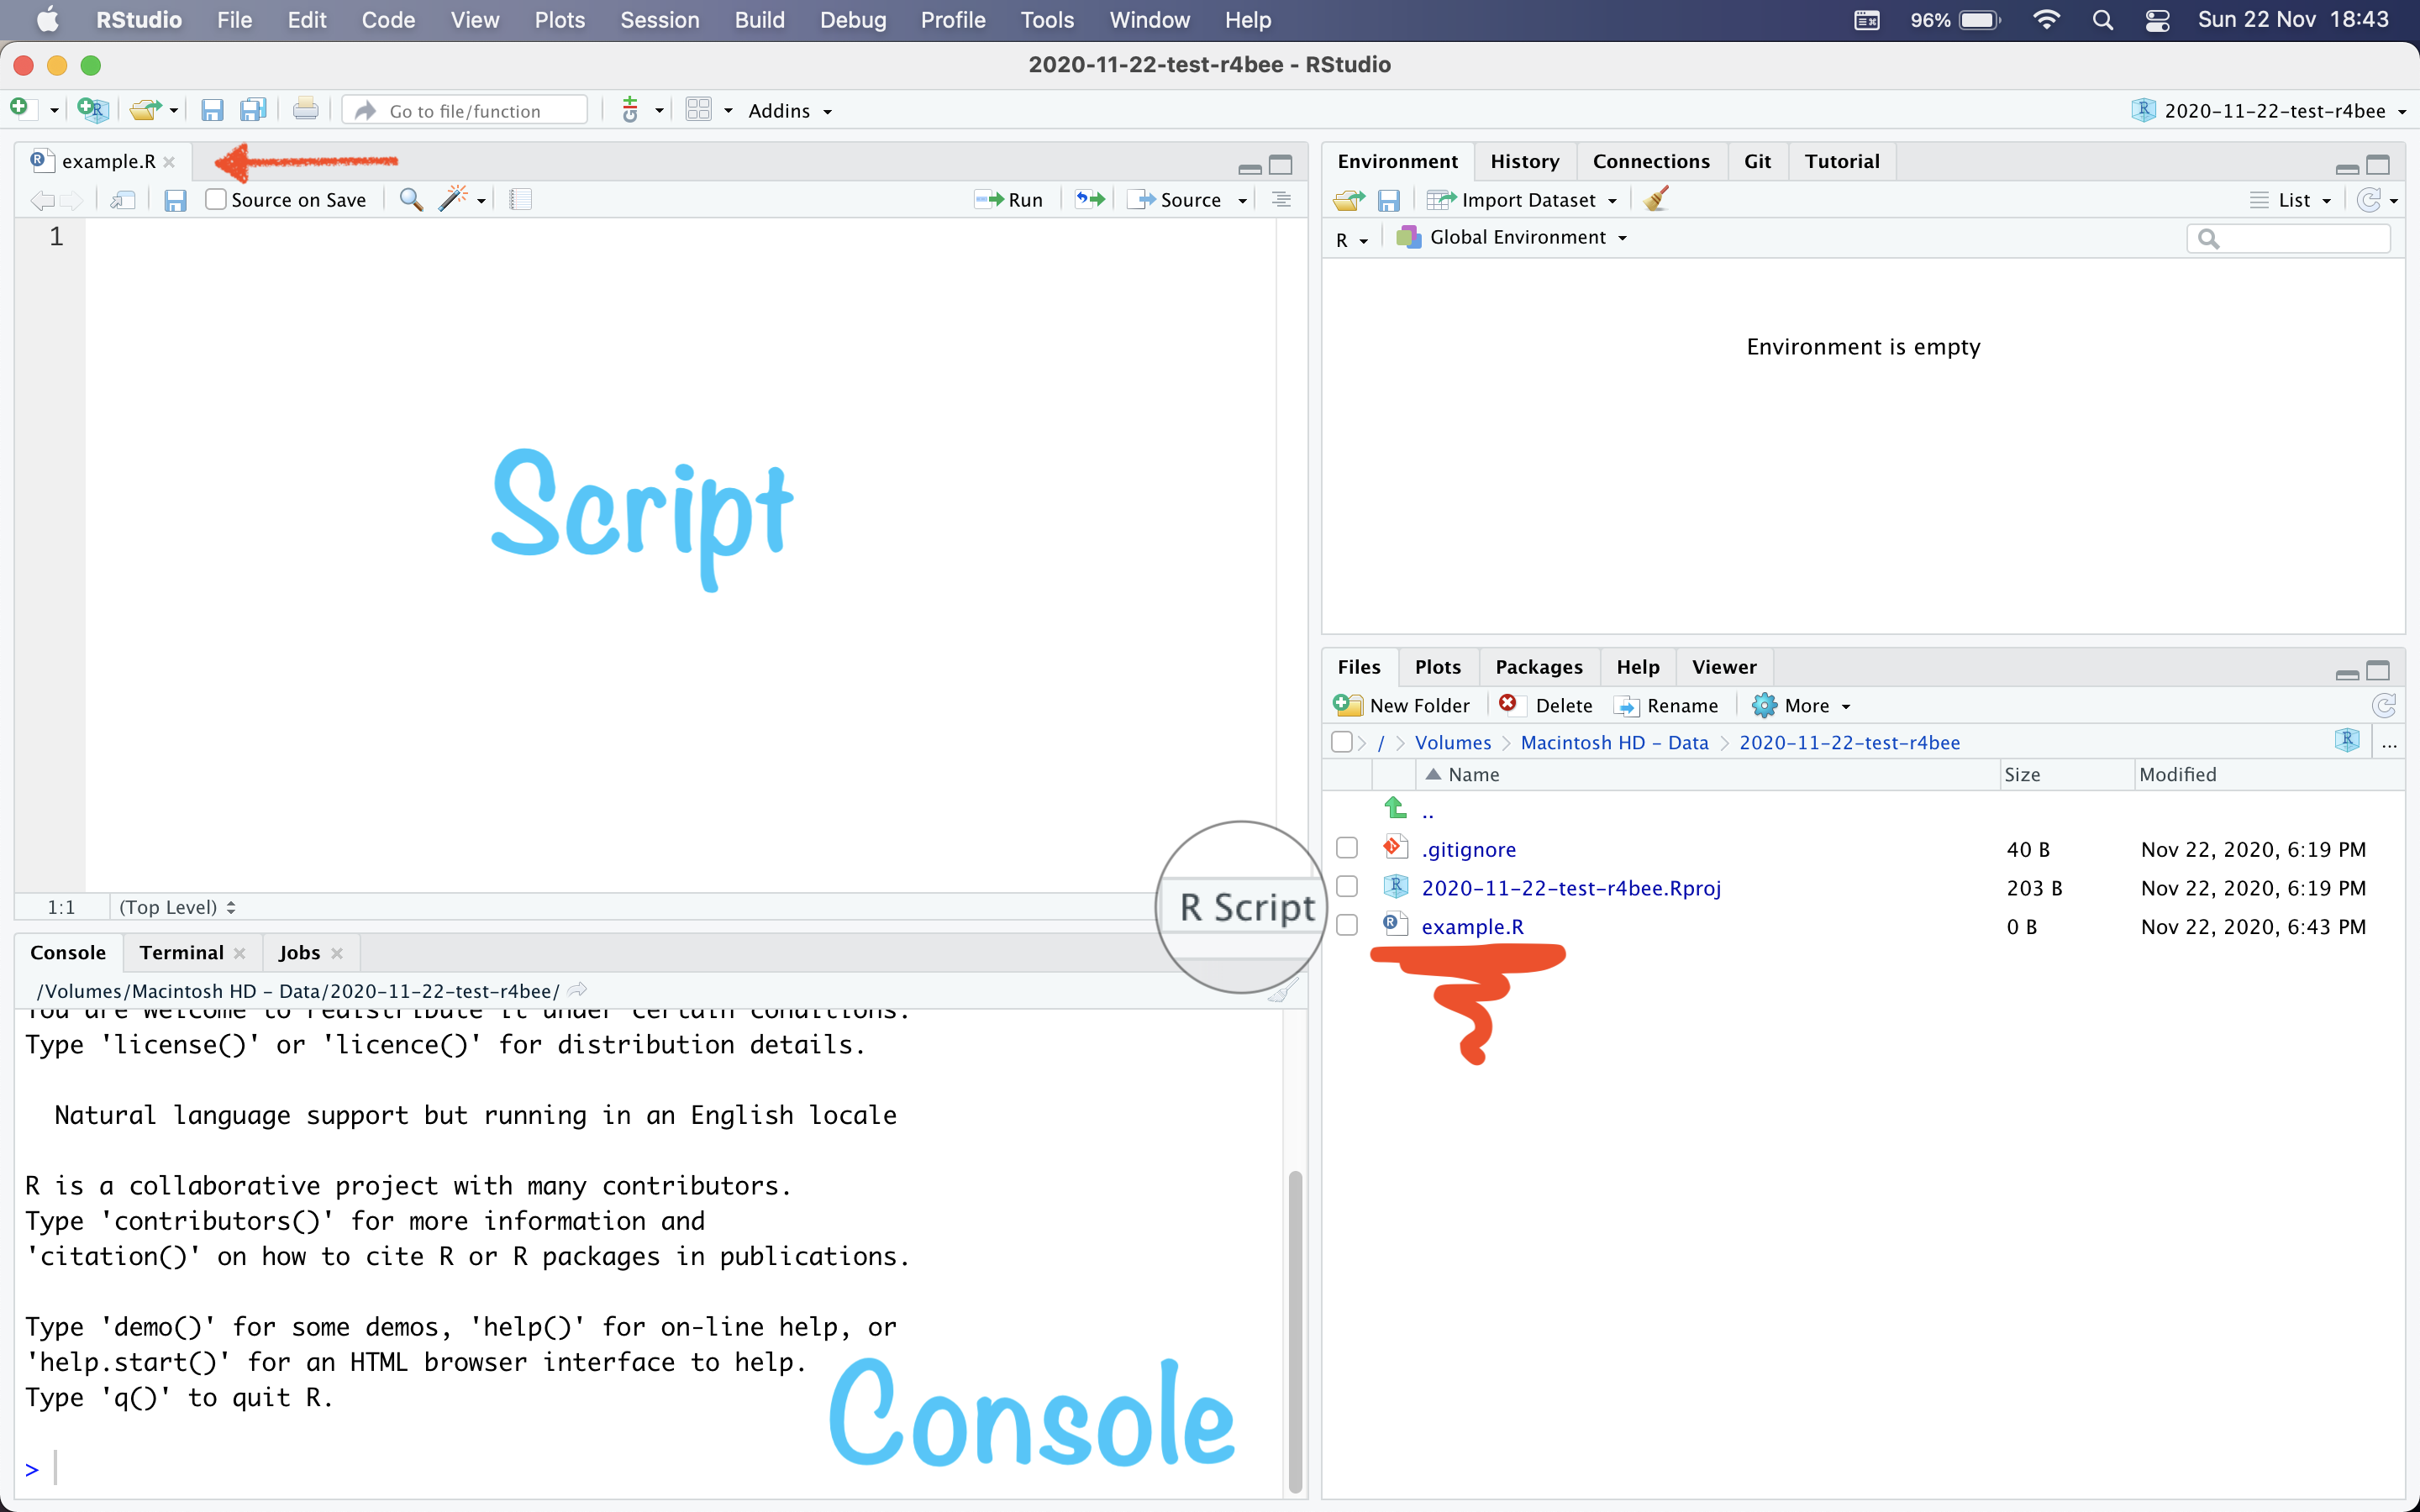 RStudio File Edit Code View Plots Session Build Debug Profile Tools Window Help 96% Sun 22 Nov 18:43
2020-11-22-test-r4bee - RStudio
Go to file/function Addins 2020-11-22-test-r4bee
example.R
Source on Save Run Source
1
Script
1:1 (Top Level) R Script
Console Terminal Jobs
/Volumes/Macintosh HD - Data/2020-11-22-test-r4bee/
You are welcome to redistribute it under certain conditions.
Type 'license()' or 'licence()' for distribution details.
Natural language support but running in an English locale
R is a collaborative project with many contributors.
Type 'contributors()' for more information and
'citation()' on how to cite R or R packages in publications.
Type 'demo()' for some demos, 'help()' for on-line help, or
'help.start()' for an HTML browser interface to help.
Type 'q()' to quit R.
>
Console
Environment History Connections Git Tutorial
Import Dataset List
R Global Environment
Environment is empty
Files Plots Packages Help Viewer
New Folder Delete Rename More
/ Volumes Macintosh HD - Data 2020-11-22-test-r4bee ...
Name Size Modified
..
.gitignore 40 B Nov 22, 2020, 6:19 PM
2020-11-22-test-r4bee.Rproj 203 B Nov 22, 2020, 6:19 PM
example.R 0 B Nov 22, 2020, 6:43 PM